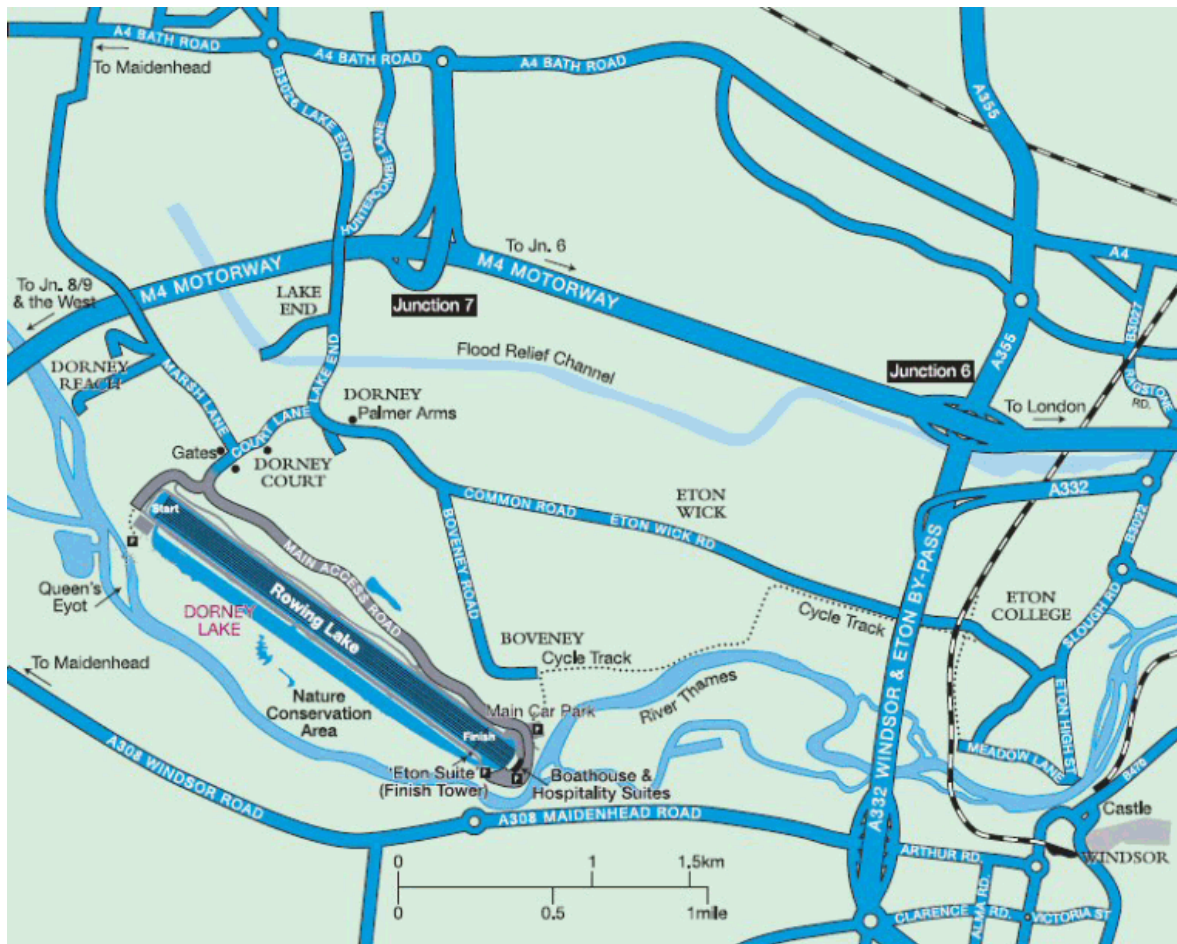 A4 BATH ROAD
To Maidenhead
A4 BATH ROAD
A4 BATH ROAD
A355
B3026 LAKE END
HUNTERCOMBE LANE
To Jn. 6
M4 MOTORWAY
A4
To Jn. 8/9
& the West
M4 MOTORWAY
LAKE
END
Junction 7
B3027
A355
Flood Relief Channel
Junction 6
DORNEY
REACH
MARSH LANE
LAKE END
RAGSTONE
RD.
To London
DORNEY
Palmer Arms
COURT LANE
Gates
DORNEY
COURT
A332
COMMON ROAD
ETON
WICK
ETON WICK RD
B3022
Start
MAIN ACCESS ROAD
BOVENEY ROAD
P
Queen's
Eyot
DORNEY
LAKE
Rowing Lake
A332 WINDSOR & ETON BY-PASS
ETON
COLLEGE
SLOUGH RD
Cycle Track
BOVENEY
Cycle Track
To Maidenhead
River Thames
Nature
Conservation
Area
Main Car Park
P
ETON HIGH ST
Finish
MEADOW LANE
B470
A308 WINDSOR ROAD
'Eton Suite'
(Finish Tower)
P
P
Boathouse &
Hospitality Suites
Castle
A308 MAIDENHEAD ROAD
WINDSOR
ARTHUR RD.
ALMA RD.
CLARENCE RD.
VICTORIA ST
0 1 1.5km
0 0.5 1mile